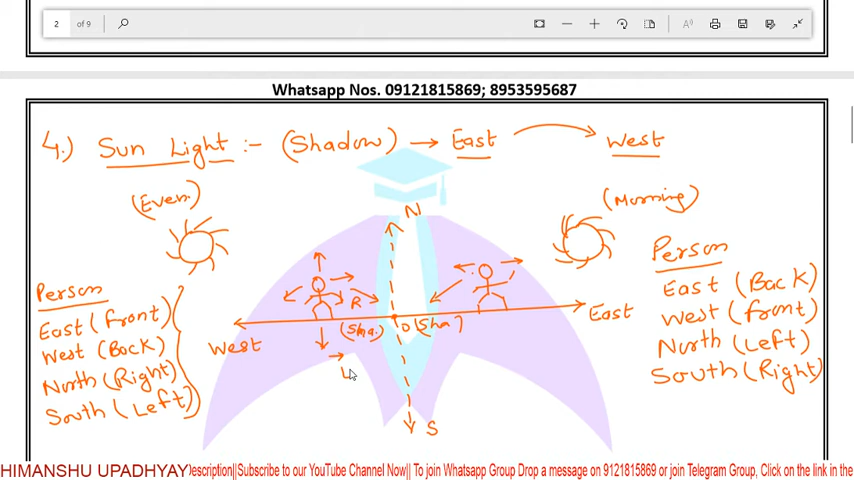 2 of 9
Whatsapp Nos. 09121815869; 8953595687
4.) Sun Light :- (Shadow) → East → West
(Even.)
(Morning)
N
Person
East (Front)
West (Back)
North (Right)
South (Left)
R
West
(Sha.) O (Sha.)
East
L
S
Person
East (Back)
West (Front)
North (Left)
South (Right)
HIMANSHU UPADHYAY Description||Subscribe to our YouTube Channel Now|| To join Whatsapp Group Drop a message on 9121815869 or join Telegram Group, Click on the link in the